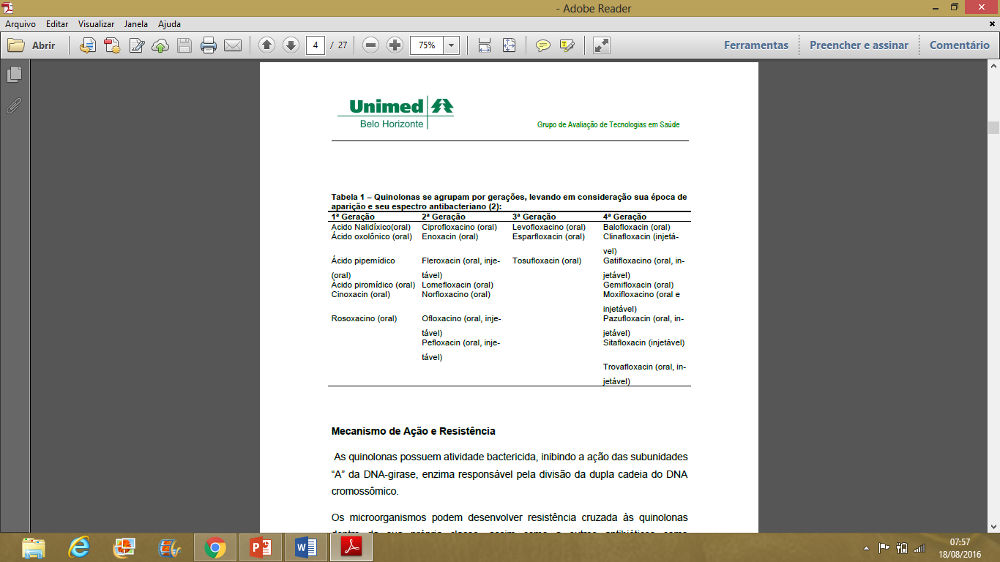 - Adobe Reader
Arquivo Editar Visualizar Janela Ajuda
Abrir 4 / 27 75% Ferramentas Preencher e assinar Comentário
Unimed
Belo Horizonte
Grupo de Avaliação de Tecnologias em Saúde
Tabela 1 – Quinolonas se agrupam por gerações, levando em consideração sua época de
aparição e seu espectro antibacteriano (2):
1ª Geração 2ª Geração 3ª Geração 4ª Geração
Acido Nalidíxico(oral) Ciprofloxacino (oral) Levofloxacino (oral) Balofloxacin (oral)
Ácido oxolônico (oral) Enoxacin (oral) Esparfloxacin (oral) Clinafloxacin (injetá-
vel)
Ácido pipemídico Fleroxacin (oral, inje- Tosufloxacin (oral) Gatifloxacino (oral, in-
(oral) tável) jetável)
Ácido piromídico (oral) Lomefloxacin (oral) Gemifloxacin (oral)
Cinoxacin (oral) Norfloxacino (oral) Moxifloxacino (oral e
injetável)
Rosoxacino (oral) Ofloxacino (oral, inje- Pazufloxacin (oral, in-
tável) jetável)
Pefloxacin (oral, inje- Sitafloxacin (injetável)
tável)
Trovafloxacin (oral, in-
jetável)
Mecanismo de Ação e Resistência
As quinolonas possuem atividade bactericida, inibindo a ação das subunidades
“A” da DNA-girase, enzima responsável pela divisão da dupla cadeia do DNA
cromossômico.
Os microorganismos podem desenvolver resistência cruzada às quinolonas
07:57
18/08/2016